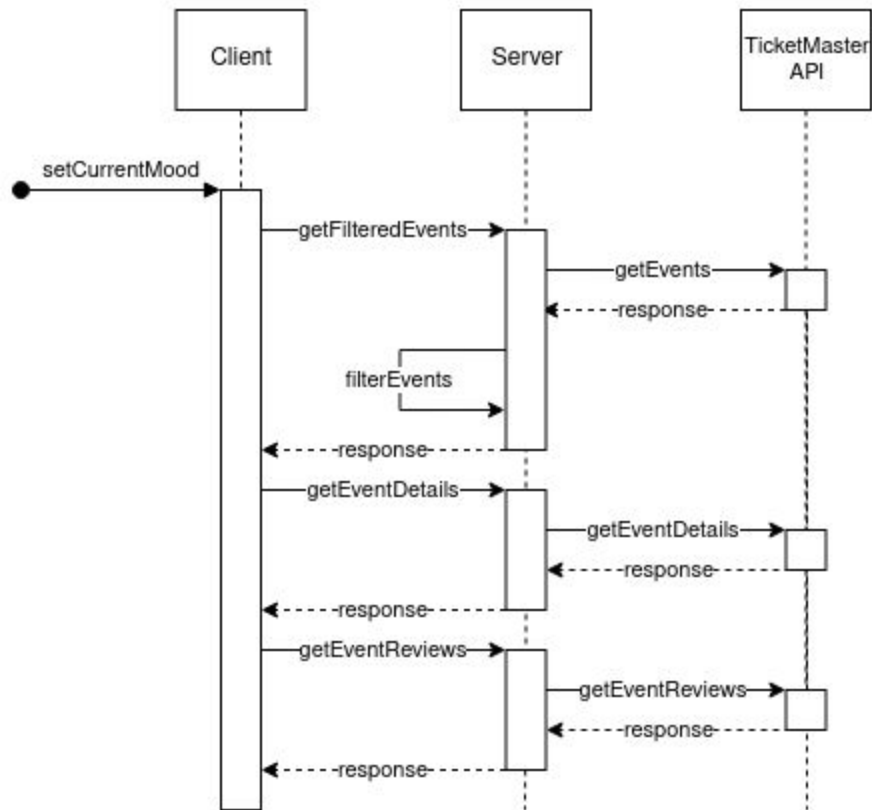 Client
Server
TicketMaster
API
setCurrentMood
getFilteredEvents
getEvents
response
filterEvents
response
getEventDetails
getEventDetails
response
response
getEventReviews
getEventReviews
response
response